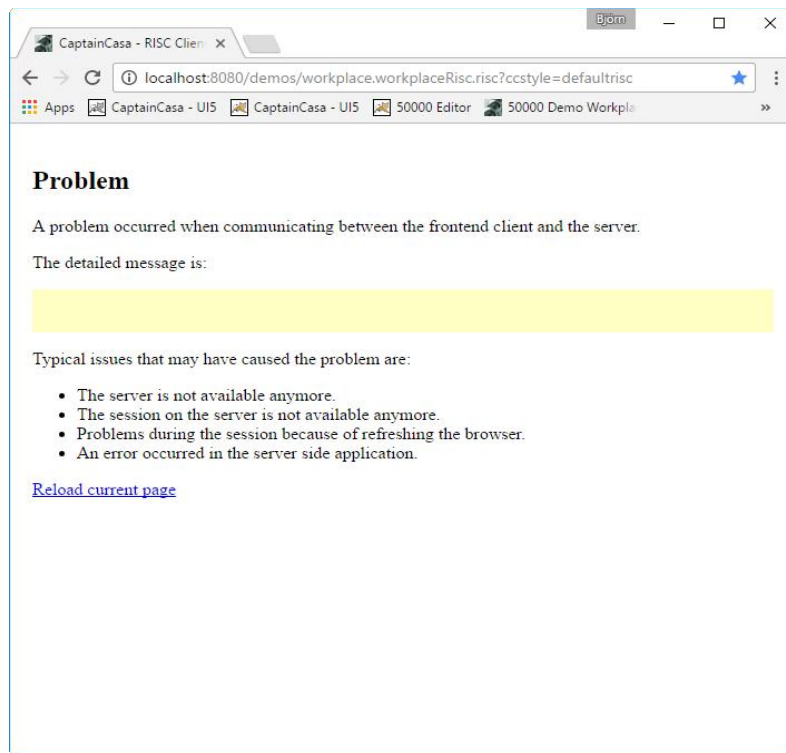 Björn
CaptainCasa - RISC Clien
localhost:8080/demos/workplace.workplaceRisc.risc?ccstyle=defaultrisc
Apps CaptainCasa - UI5 CaptainCasa - UI5 50000 Editor 50000 Demo Workpla »
Problem
A problem occurred when communicating between the frontend client and the server.
The detailed message is:
Typical issues that may have caused the problem are:
• The server is not available anymore.
• The session on the server is not available anymore.
• Problems during the session because of refreshing the browser.
• An error occurred in the server side application.
Reload current page